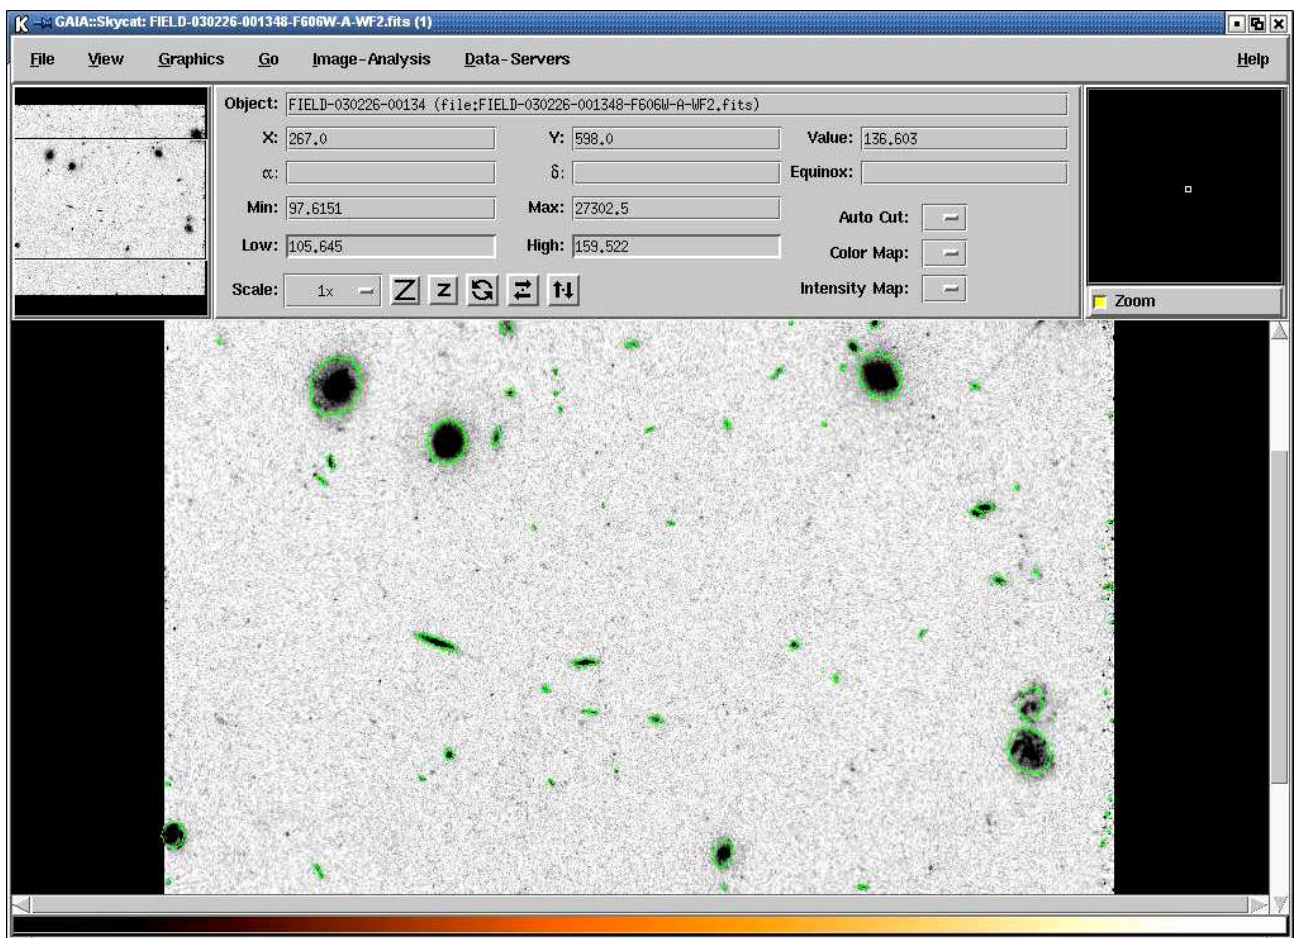 GAIA::Skycat: FIELD-030226-001348-F606W-A-WF2.fits (1)
File View Graphics Go Image-Analysis Data-Servers Help
Object: FIELD-030226-00134 (file:FIELD-030226-001348-F606W-A-WF2.fits)
X: 267.0 Y: 598.0 Value: 136.603
α: δ: Equinox:
Min: 97.6151 Max: 27302.5 Auto Cut:
Low: 105.645 High: 159.522 Color Map:
Scale: 1x Z z Intensity Map:
Zoom